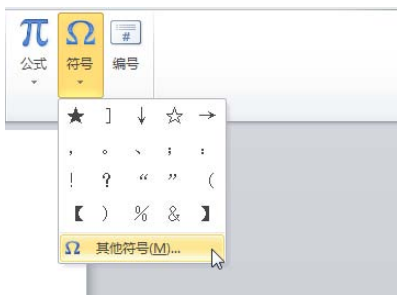 π Ω #
公式 符号 编号
★ ] ↓ ☆ →
, 。 、 ; :
! ? “ ” (
【 ) % & 】
Ω 其他符号(M)...